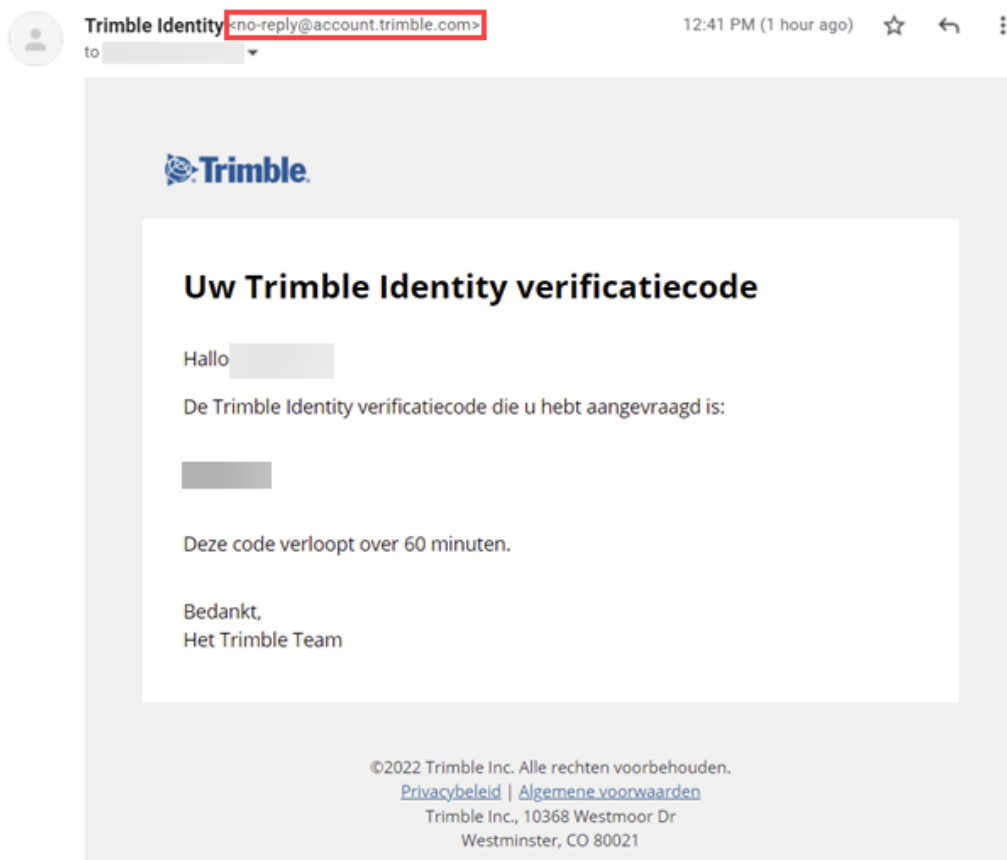 Trimble Identity <no-reply@account.trimble.com>
12:41 PM (1 hour ago)
to
Trimble.
Uw Trimble Identity verificatiecode
Hallo
De Trimble Identity verificatiecode die u hebt aangevraagd is:
Deze code verloopt over 60 minuten.
Bedankt,
Het Trimble Team
©2022 Trimble Inc. Alle rechten voorbehouden.
Privacybeleid | Algemene voorwaarden
Trimble Inc., 10368 Westmoor Dr
Westminster, CO 80021